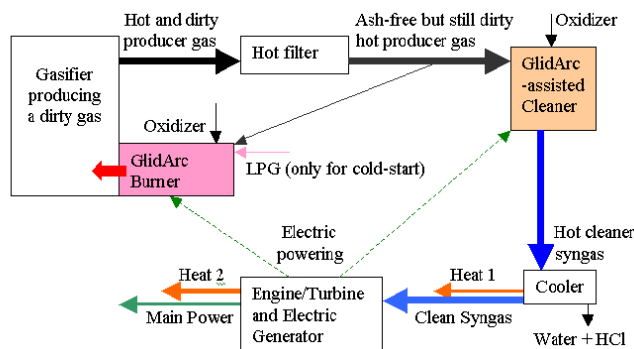 Hot and dirty
producer gas
Ash-free but still dirty
hot producer gas
Oxidizer
Gasifier
producing
a dirty gas
Hot filter
GlidArc
-assisted
Cleaner
Oxidizer
GlidArc
Burner
LPG (only for cold-start)
Electric
powering
Hot cleaner
syngas
Heat 2
Main Power
Engine/Turbine
and Electric
Generator
Heat 1
Clean Syngas
Cooler
Water + HCl